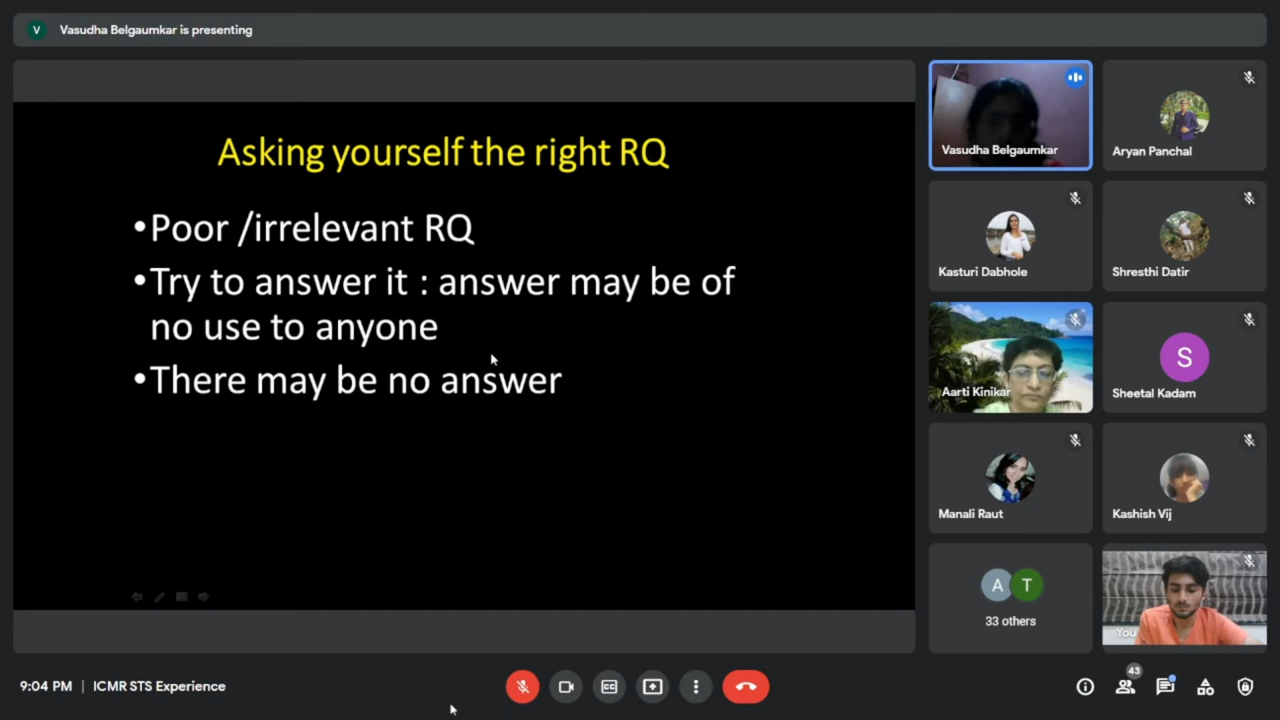 V Vasudha Belgaumkar is presenting
Asking yourself the right RQ
•Poor /irrelevant RQ
•Try to answer it : answer may be of
no use to anyone
•There may be no answer
Vasudha Belgaumkar
Aryan Panchal
Kasturi Dabhole
Shresthi Datir
Aarti Kinikar
S
Sheetal Kadam
Manali Raut
Kashish Vij
A T
33 others
You
9:04 PM | ICMR STS Experience
CC
43